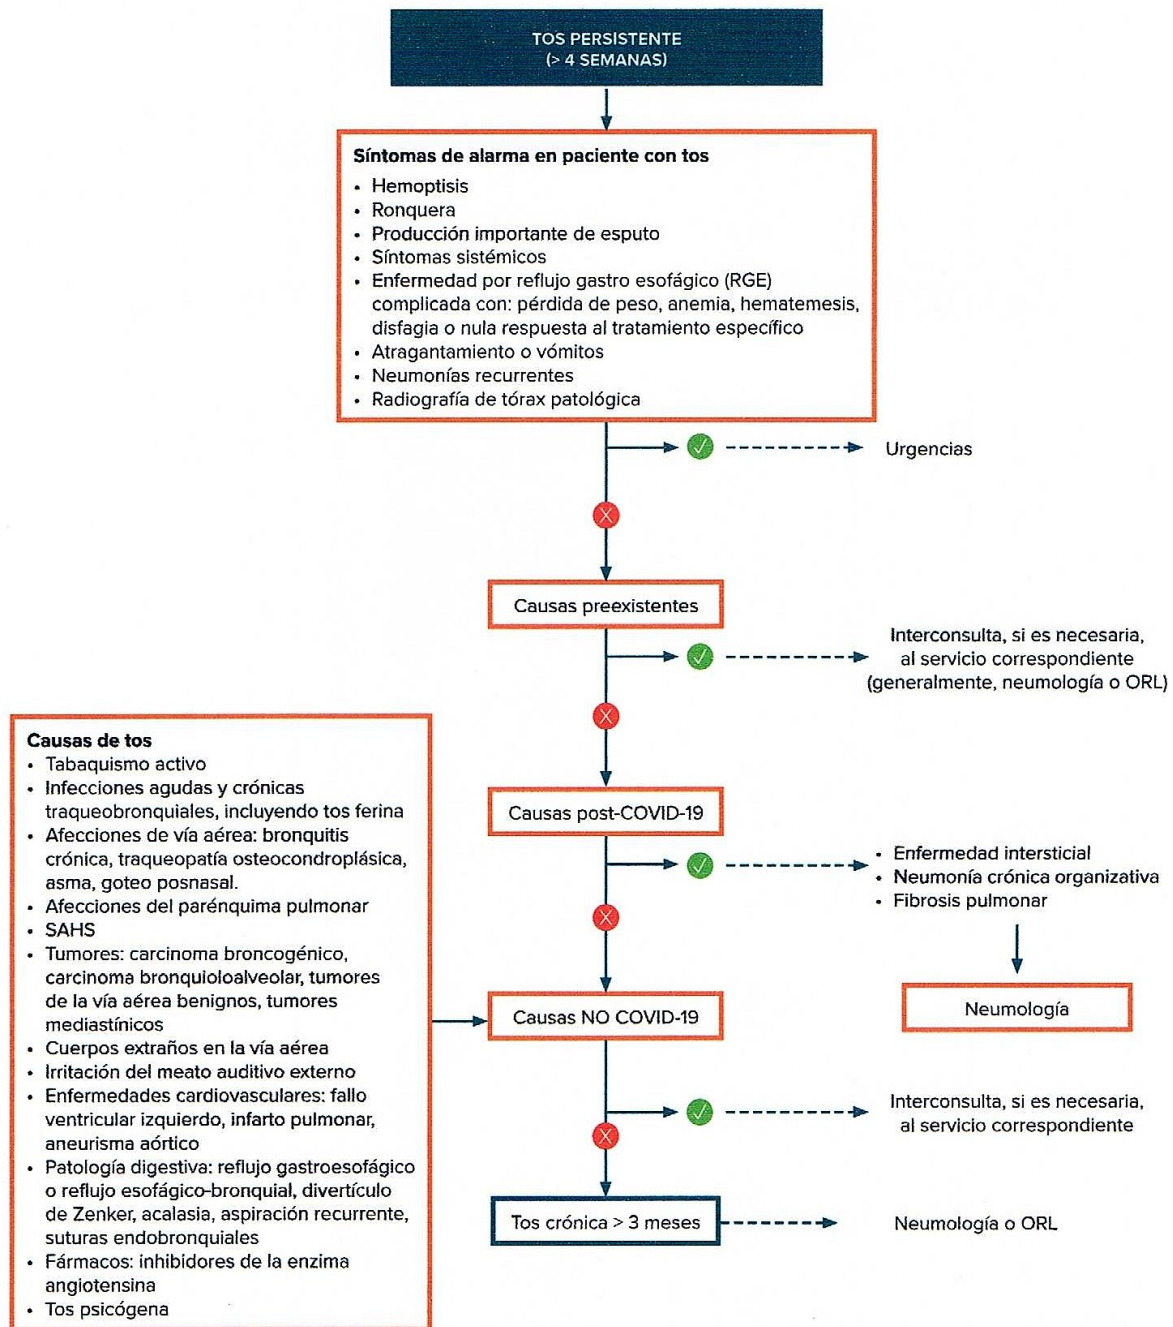 TOS PERSISTENTE
(> 4 SEMANAS)
Síntomas de alarma en paciente con tos
• Hemoptisis
• Ronquera
• Producción importante de esputo
• Síntomas sistémicos
• Enfermedad por reflujo gastro esofágico (RGE)
complicada con: pérdida de peso, anemia, hematemesis,
disfagia o nula respuesta al tratamiento específico
• Atragantamiento o vómitos
• Neumonías recurrentes
• Radiografía de tórax patológica
Urgencias
Causas preexistentes
Interconsulta, si es necesaria,
al servicio correspondiente
(generalmente, neumología o ORL)
Causas post-COVID-19
• Enfermedad intersticial
• Neumonía crónica organizativa
• Fibrosis pulmonar
Neumología
Causas de tos
• Tabaquismo activo
• Infecciones agudas y crónicas
traqueobronquiales, incluyendo tos ferina
• Afecciones de vía aérea: bronquitis
crónica, traqueopatía osteocondroplásica,
asma, goteo posnasal.
• Afecciones del parénquima pulmonar
• SAHS
• Tumores: carcinoma broncogénico,
carcinoma bronquioloalveolar, tumores
de la vía aérea benignos, tumores
mediastínicos
• Cuerpos extraños en la vía aérea
• Irritación del meato auditivo externo
• Enfermedades cardiovasculares: fallo
ventricular izquierdo, infarto pulmonar,
aneurisma aórtico
• Patología digestiva: reflujo gastroesofágico
o reflujo esofágico-bronquial, divertículo
de Zenker, acalasia, aspiración recurrente,
suturas endobronquiales
• Fármacos: inhibidores de la enzima
angiotensina
• Tos psicógena
Causas NO COVID-19
Interconsulta, si es necesaria,
al servicio correspondiente
Tos crónica > 3 meses
Neumología o ORL